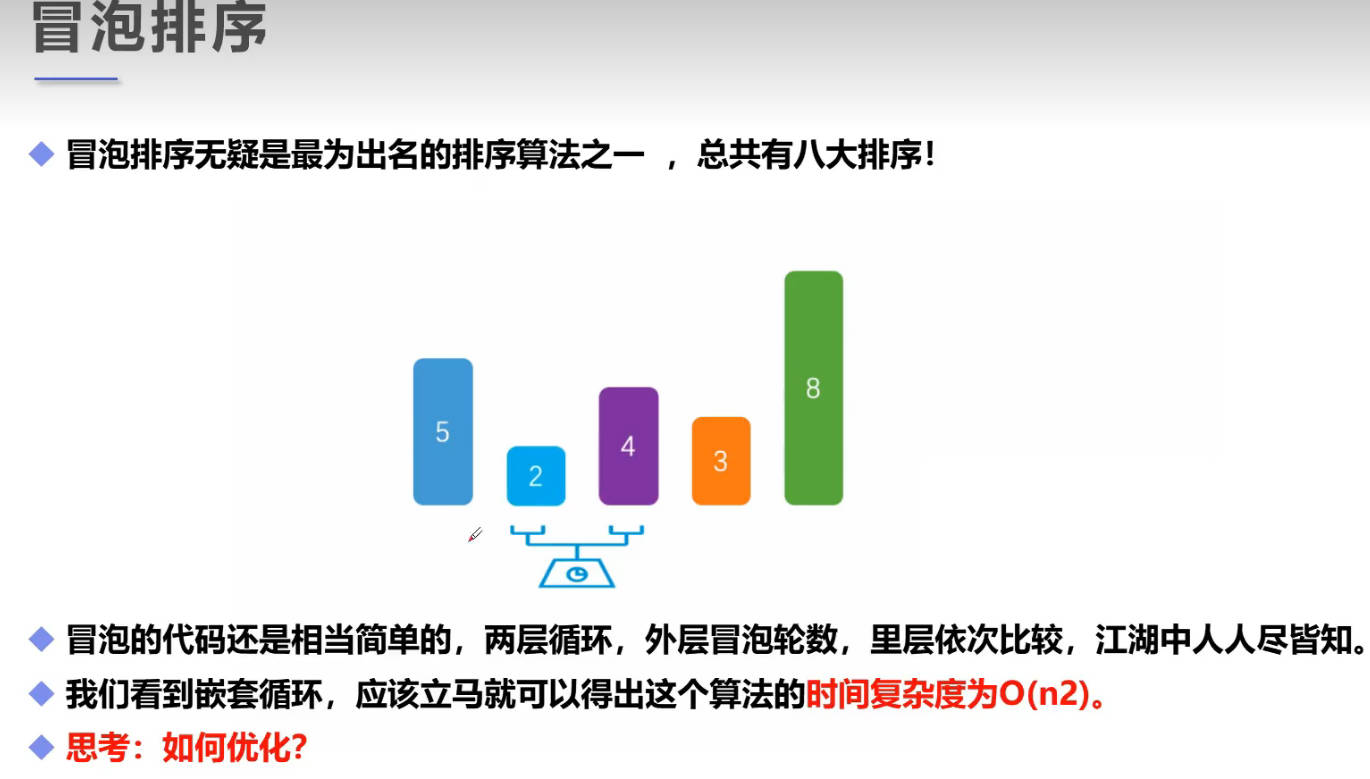 冒泡排序
冒泡排序无疑是最为出名的排序算法之一 ，总共有八大排序！
5
2
4
3
8
冒泡的代码还是相当简单的，两层循环，外层冒泡轮数，里层依次比较，江湖中人人尽皆知。
我们看到嵌套循环，应该立马就可以得出这个算法的时间复杂度为O(n2)。
思考：如何优化？